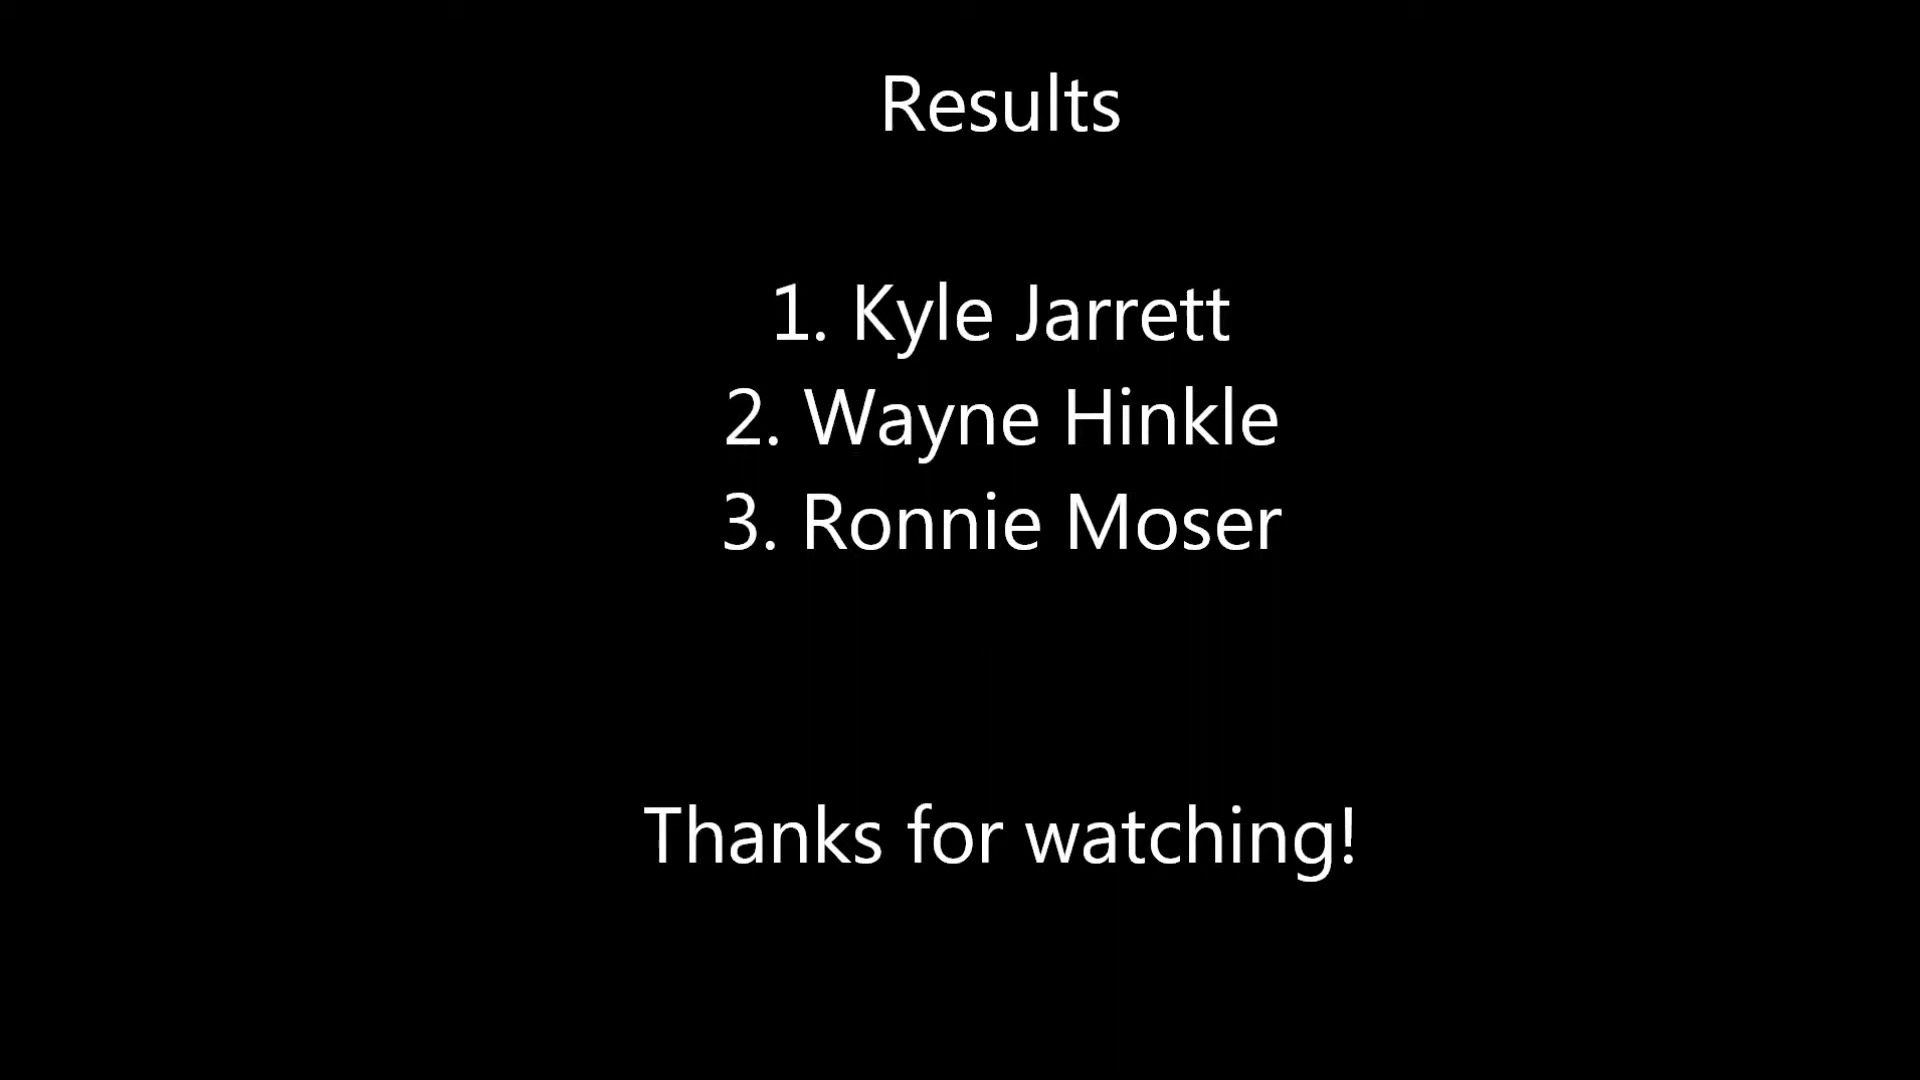 Results
1. Kyle Jarrett
2. Wayne Hinkle
3. Ronnie Moser
Thanks for watching!